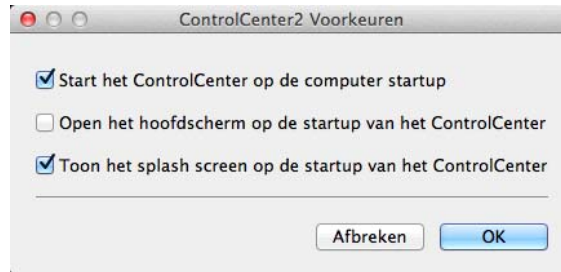 ControlCenter2 Voorkeuren
Start het ControlCenter op de computer startup
Open het hoofdscherm op de startup van het ControlCenter
Toon het splash screen op de startup van het ControlCenter
Afbreken OK